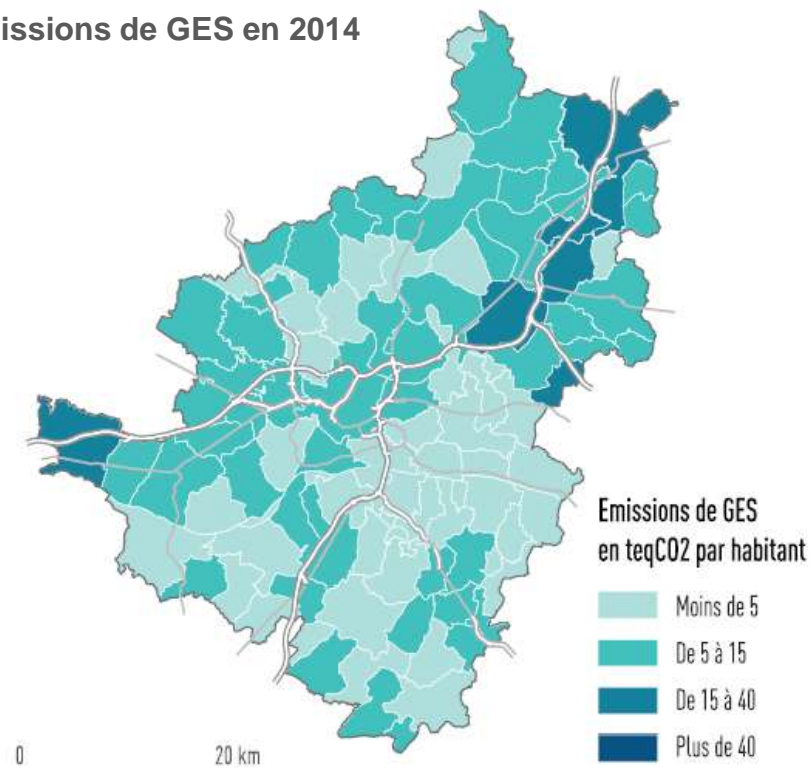 issions de GES en 2014
Emissions de GES
en teqCO2 par habitant
Moins de 5
De 5 à 15
De 15 à 40
Plus de 40
0 20 km